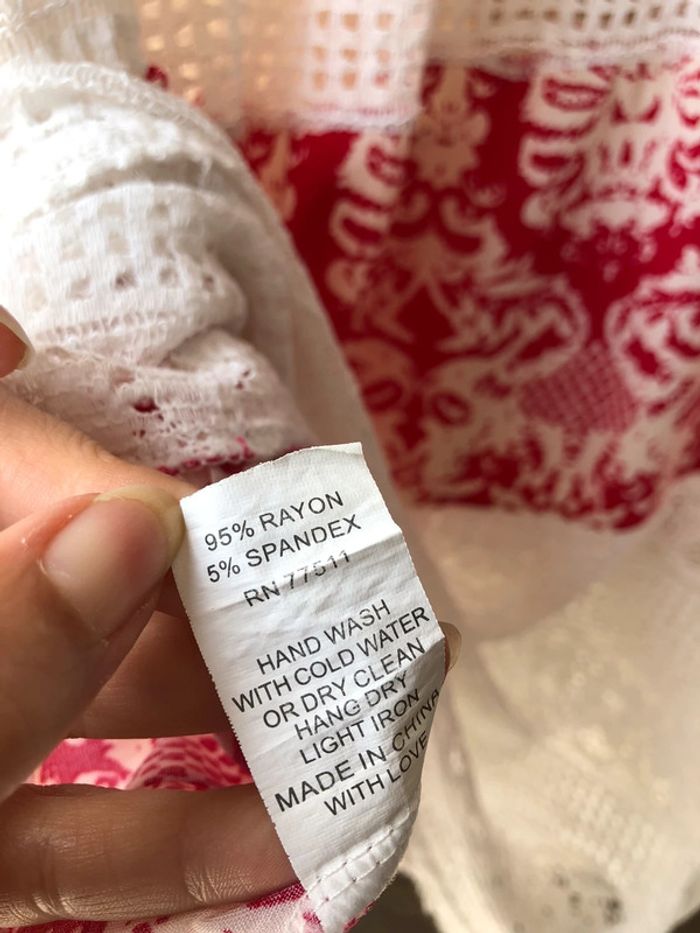 95% RAYON
5% SPANDEX
RN 77511
HAND WASH
WITH COLD WATER
OR DRY CLEAN
HANG DRY
LIGHT IRON
MADE IN CHINA
WITH LOVE